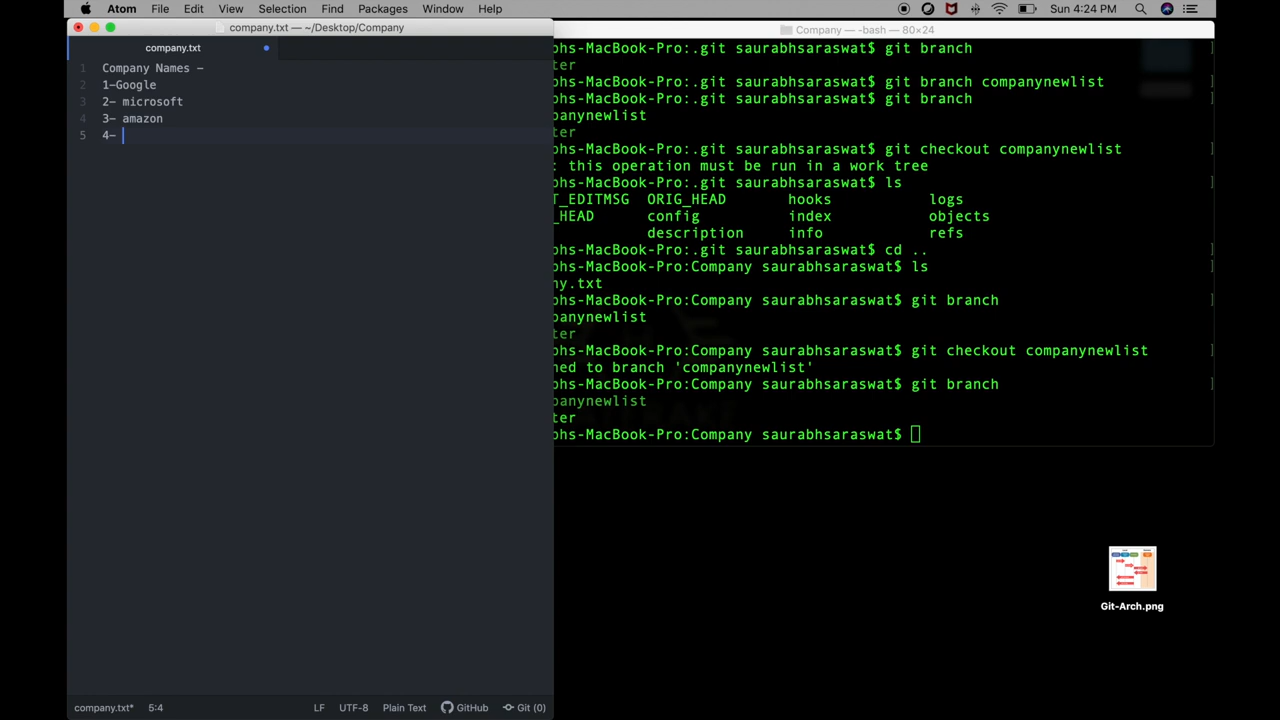 Atom File Edit View Selection Find Packages Window Help Sun 4:24 PM
company.txt — ~/Desktop/Company
company.txt
1 Company Names –
2 1–Google
3 2– microsoft
4 3– amazon
5 4–
company.txt* 5:4 LF UTF-8 Plain Text GitHub Git (0)
Company — -bash — 80×24
ohs-MacBook-Pro:.git saurabhsaraswat$ git branch
ter
ohs-MacBook-Pro:.git saurabhsaraswat$ git branch companynewlist
ohs-MacBook-Pro:.git saurabhsaraswat$ git branch
panynewlist
ter
ohs-MacBook-Pro:.git saurabhsaraswat$ git checkout companynewlist
: this operation must be run in a work tree
ohs-MacBook-Pro:.git saurabhsaraswat$ ls
T_EDITMSG ORIG_HEAD hooks logs
_HEAD config index objects
description info refs
ohs-MacBook-Pro:.git saurabhsaraswat$ cd ..
ohs-MacBook-Pro:Company saurabhsaraswat$ ls
ny.txt
ohs-MacBook-Pro:Company saurabhsaraswat$ git branch
panynewlist
ter
ohs-MacBook-Pro:Company saurabhsaraswat$ git checkout companynewlist
hed to branch 'companynewlist'
ohs-MacBook-Pro:Company saurabhsaraswat$ git branch
panynewlist
ter
ohs-MacBook-Pro:Company saurabhsaraswat$
Git-Arch.png